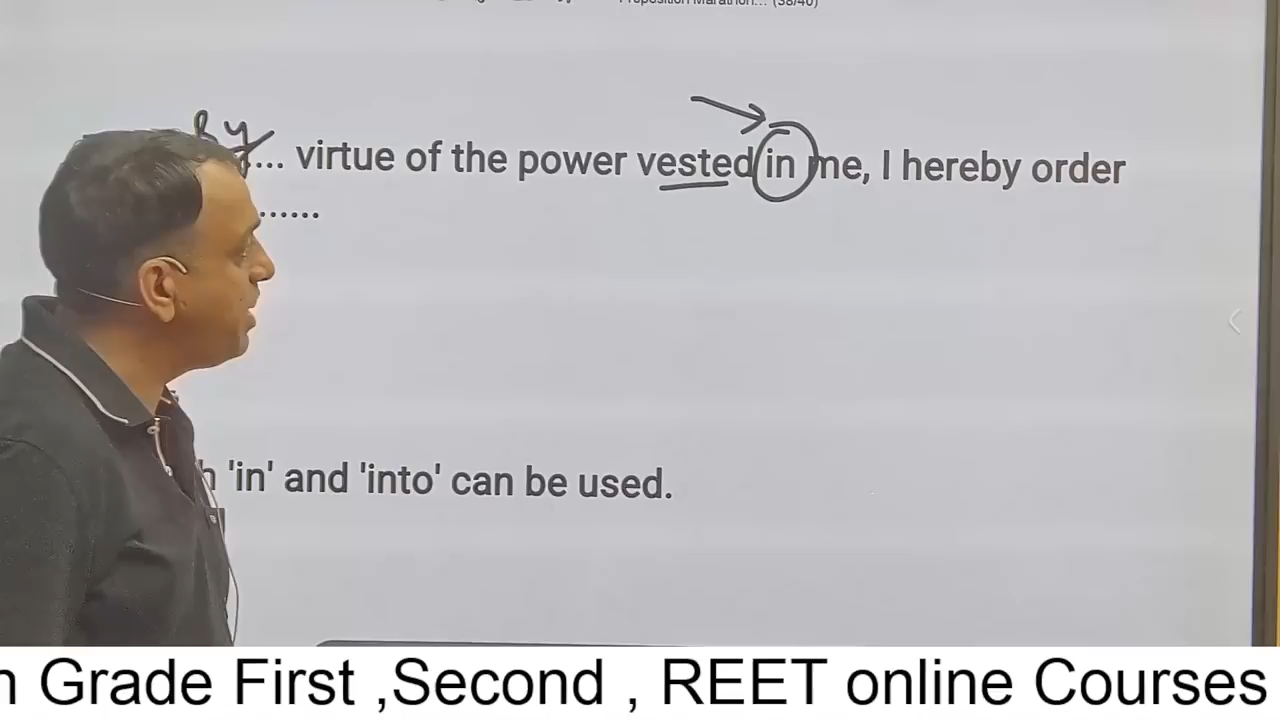 Preposition Marathon... (38/40)
By
... virtue of the power vested in me, I hereby order
......
'in' and 'into' can be used.
n Grade First ,Second , REET online Courses